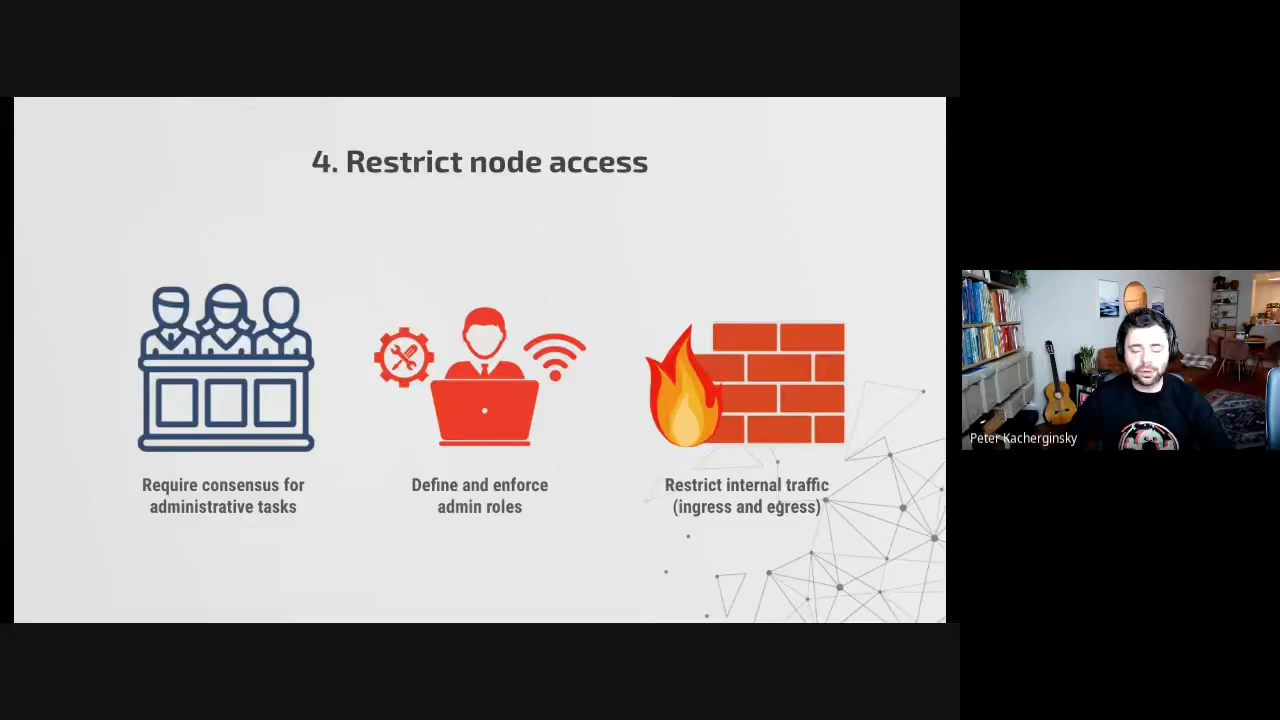 4. Restrict node access
Require consensus for
administrative tasks
Define and enforce
admin roles
Restrict internal traffic
(ingress and egress)
Peter Kacherginsky